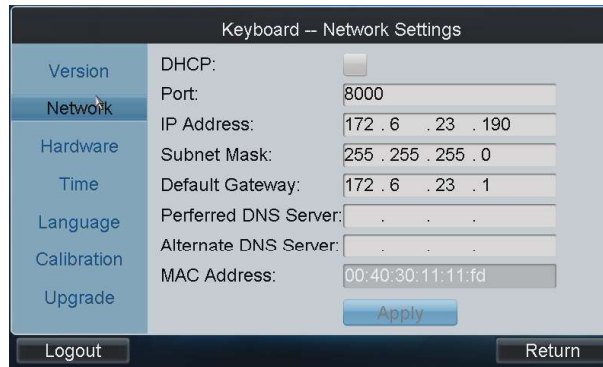 Keyboard -- Network Settings
Version
Network
Hardware
Time
Language
Calibration
Upgrade
DHCP:
Port: 8000
IP Address: 172 . 6 . 23 . 190
Subnet Mask: 255 . 255 . 255 . 0
Default Gateway: 172 . 6 . 23 . 1
Perferred DNS Server: . . .
Alternate DNS Server: . . .
MAC Address: 00:40:30:11:11:fd
Apply
Logout
Return